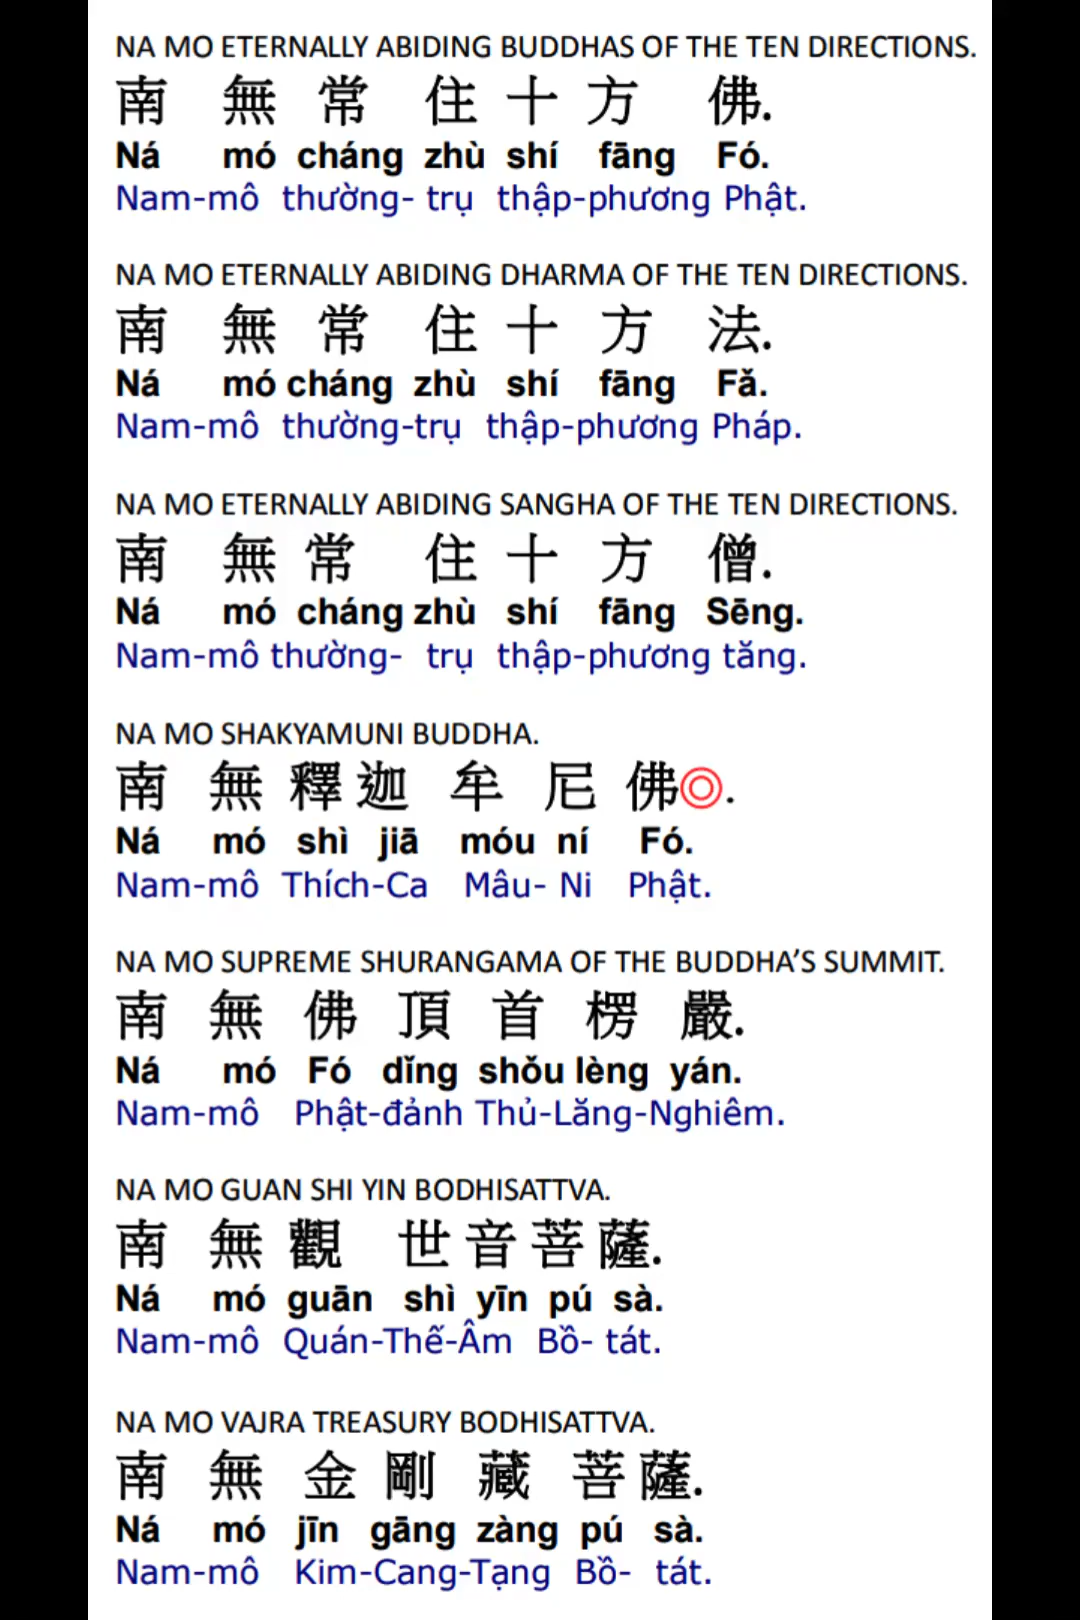 NA MO ETERNALLY ABIDING BUDDHAS OF THE TEN DIRECTIONS.
南 無 常 住 十 方 佛.
Ná mó cháng zhù shí fāng Fó.
Nam-mô thường- trụ thập-phương Phật.
NA MO ETERNALLY ABIDING DHARMA OF THE TEN DIRECTIONS.
南 無 常 住 十 方 法.
Ná mó cháng zhù shí fāng Fǎ.
Nam-mô thường-trụ thập-phương Pháp.
NA MO ETERNALLY ABIDING SANGHA OF THE TEN DIRECTIONS.
南 無 常 住 十 方 僧.
Ná mó cháng zhù shí fāng Sēng.
Nam-mô thường- trụ thập-phương tăng.
NA MO SHAKYAMUNI BUDDHA.
南 無 釋 迦 牟 尼 佛◎.
Ná mó shì jiā móu ní Fó.
Nam-mô Thích-Ca Mâu- Ni Phật.
NA MO SUPREME SHURANGAMA OF THE BUDDHA’S SUMMIT.
南 無 佛 頂 首 楞 嚴.
Ná mó Fó dǐng shǒu lèng yán.
Nam-mô Phật-đảnh Thủ-Lăng-Nghiêm.
NA MO GUAN SHI YIN BODHISATTVA.
南 無 觀 世 音 菩 薩.
Ná mó guān shì yīn pú sà.
Nam-mô Quán-Thế-Âm Bồ- tát.
NA MO VAJRA TREASURY BODHISATTVA.
南 無 金 剛 藏 菩 薩.
Ná mó jīn gāng zàng pú sà.
Nam-mô Kim-Cang-Tạng Bồ- tát.